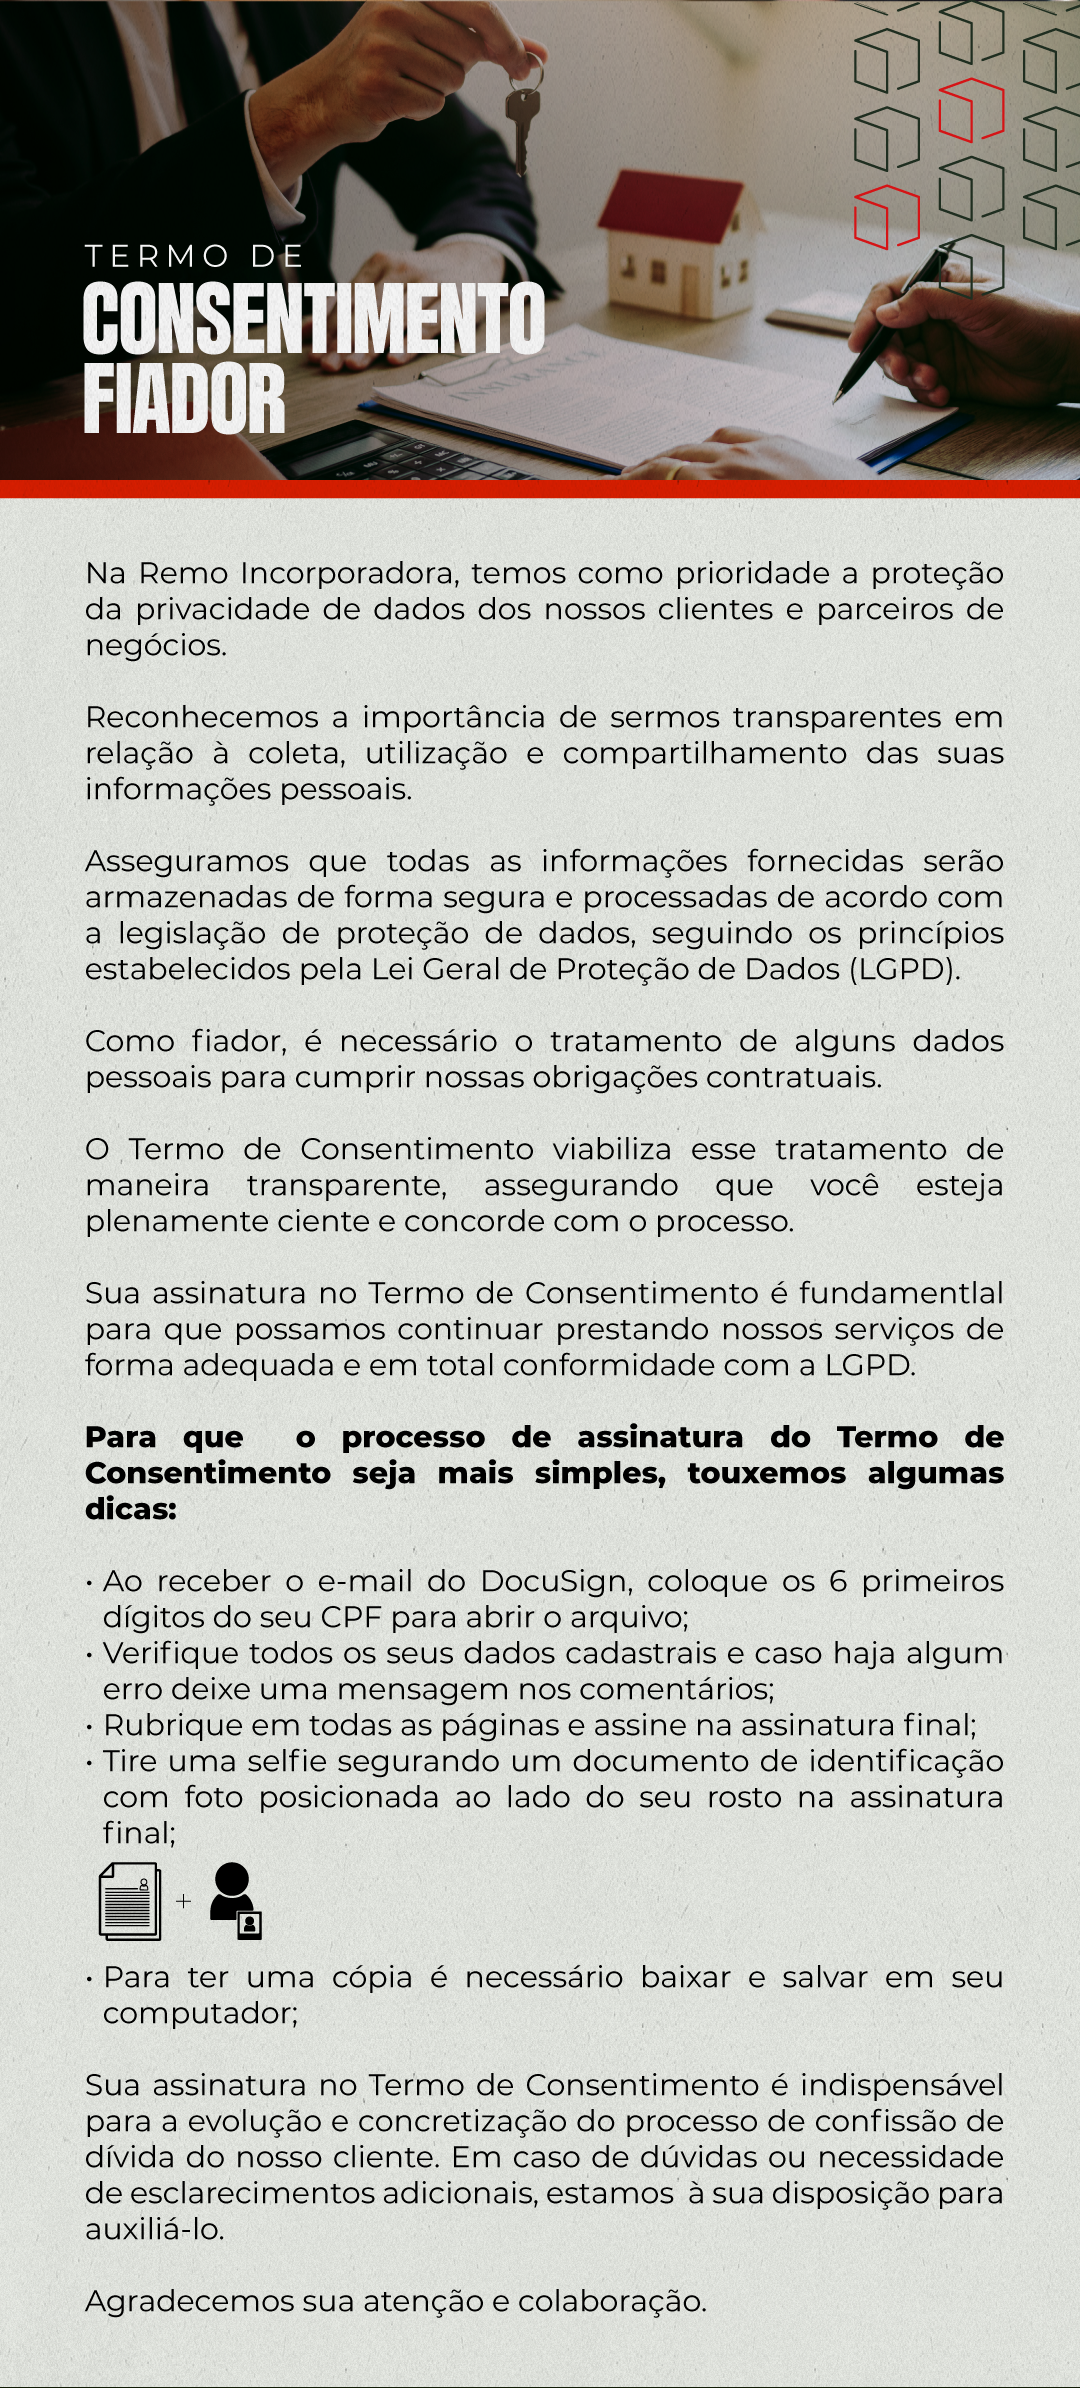 TERMO DE
CONSENTIMENTO
FIADOR
INSURANCE
Na Remo Incorporadora, temos como prioridade a proteção
da privacidade de dados dos nossos clientes e parceiros de
negócios.
Reconhecemos a importância de sermos transparentes em
relação à coleta, utilização e compartilhamento das suas
informações pessoais.
Asseguramos que todas as informações fornecidas serão
armazenadas de forma segura e processadas de acordo com
a legislação de proteção de dados, seguindo os princípios
estabelecidos pela Lei Geral de Proteção de Dados (LGPD).
Como fiador, é necessário o tratamento de alguns dados
pessoais para cumprir nossas obrigações contratuais.
O Termo de Consentimento viabiliza esse tratamento de
maneira transparente, assegurando que você esteja
plenamente ciente e concorde com o processo.
Sua assinatura no Termo de Consentimento é fundamentlal
para que possamos continuar prestando nossos serviços de
forma adequada e em total conformidade com a LGPD.
Para que o processo de assinatura do Termo de
Consentimento seja mais simples, touxemos algumas
dicas:
• Ao receber o e-mail do DocuSign, coloque os 6 primeiros
dígitos do seu CPF para abrir o arquivo;
• Verifique todos os seus dados cadastrais e caso haja algum
erro deixe uma mensagem nos comentários;
• Rubrique em todas as páginas e assine na assinatura final;
• Tire uma selfie segurando um documento de identificação
com foto posicionada ao lado do seu rosto na assinatura
final;
+
• Para ter uma cópia é necessário baixar e salvar em seu
computador;
Sua assinatura no Termo de Consentimento é indispensável
para a evolução e concretização do processo de confissão de
dívida do nosso cliente. Em caso de dúvidas ou necessidade
de esclarecimentos adicionais, estamos à sua disposição para
auxiliá-lo.
Agradecemos sua atenção e colaboração.